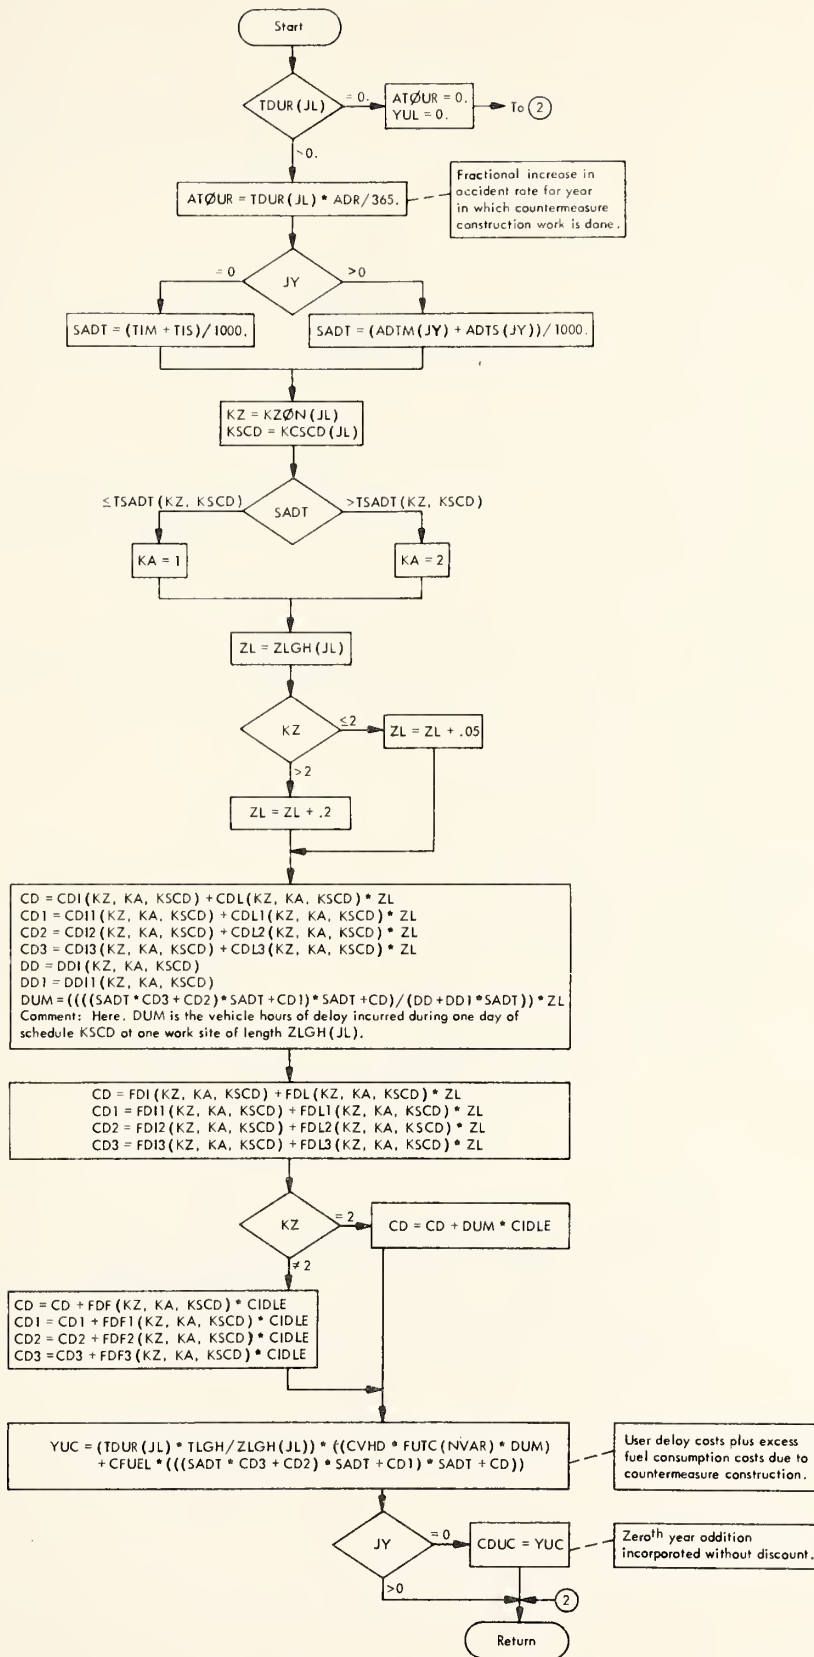 Start
TDUR(JL)
=0.
ATØUR = 0.
YUL = 0.
To 2
>0.
ATØUR = TDUR(JL) * ADR/365.
Fractional increase in
accident rate for year
in which countermeasure
construction work is done.
JY
=0
>0
SADT = (TIM + TIS)/1000.
SADT = (ADTM(JY) + ADTS(JY))/1000.
KZ = KZØN(JL)
KSCD = KCSCD(JL)
SADT
≤TSADT(KZ, KSCD)
>TSADT(KZ, KSCD)
KA = 1
KA = 2
ZL = ZLGH(JL)
KZ
≤2
ZL = ZL + .05
>2
ZL = ZL + .2
CD = CDI(KZ, KA, KSCD) + CDL(KZ, KA, KSCD) * ZL
CD1 = CDI1(KZ, KA, KSCD) + CDL1(KZ, KA, KSCD) * ZL
CD2 = CDI2(KZ, KA, KSCD) + CDL2(KZ, KA, KSCD) * ZL
CD3 = CDI3(KZ, KA, KSCD) + CDL3(KZ, KA, KSCD) * ZL
DD = DDI(KZ, KA, KSCD)
DD1 = DDI1(KZ, KA, KSCD)
DUM = ((((SADT * CD3 + CD2) * SADT + CD1) * SADT + CD)/(DD + DD1 * SADT)) * ZL
Comment: Here. DUM is the vehicle hours of delay incurred during one day of
schedule KSCD at one work site of length ZLGH(JL).
CD = FDI(KZ, KA, KSCD) + FDL(KZ, KA, KSCD) * ZL
CD1 = FDI1(KZ, KA, KSCD) + FDL1(KZ, KA, KSCD) * ZL
CD2 = FDI2(KZ, KA, KSCD) + FDL2(KZ, KA, KSCD) * ZL
CD3 = FDI3(KZ, KA, KSCD) + FDL3(KZ, KA, KSCD) * ZL
KZ
=2
CD = CD + DUM * CIDLE
≠2
CD = CD + FDF(KZ, KA, KSCD) * CIDLE
CD1 = CD1 + FDF1(KZ, KA, KSCD) * CIDLE
CD2 = CD2 + FDF2(KZ, KA, KSCD) * CIDLE
CD3 = CD3 + FDF3(KZ, KA, KSCD) * CIDLE
YUC = (TDUR(JL) * TLGH/ZLGH(JL)) * ((CVHD * FUTC(NVAR) * DUM)
+ CFUEL * (((SADT * CD3 + CD2) * SADT + CD1) * SADT + CD))
User delay costs plus excess
fuel consumption costs due to
countermeasure construction.
JY
=0
CDUC = YUC
Zeroth year addition
incorporated without discount.
>0
2
Return